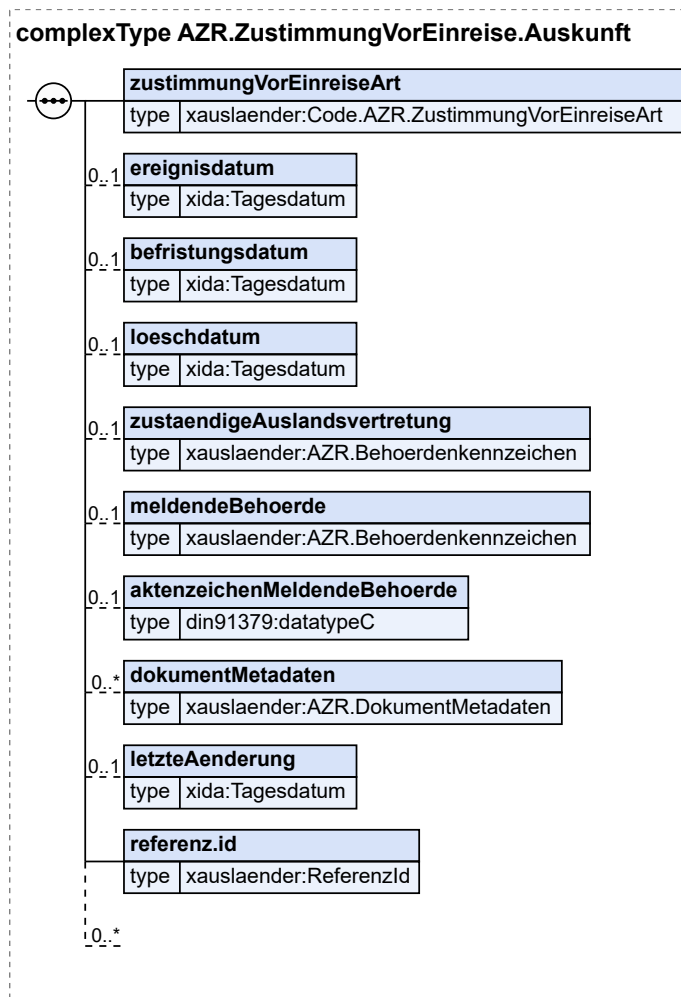 complexType AZR.ZustimmungVorEinreise.Auskunft
zustimmungVorEinreiseArt
type xauslaender:Code.AZR.ZustimmungVorEinreiseArt
0..1 ereignisdatum
type xida:Tagesdatum
0..1 befristungsdatum
type xida:Tagesdatum
0..1 loeschdatum
type xida:Tagesdatum
0..1 zustaendigeAuslandsvertretung
type xauslaender:AZR.Behoerdenkennzeichen
0..1 meldendeBehoerde
type xauslaender:AZR.Behoerdenkennzeichen
0..1 aktenzeichenMeldendeBehoerde
type din91379:datatypeC
0..* dokumentMetadaten
type xauslaender:AZR.DokumentMetadaten
0..1 letzteAenderung
type xida:Tagesdatum
referenz.id
type xauslaender:ReferenzId
0..*